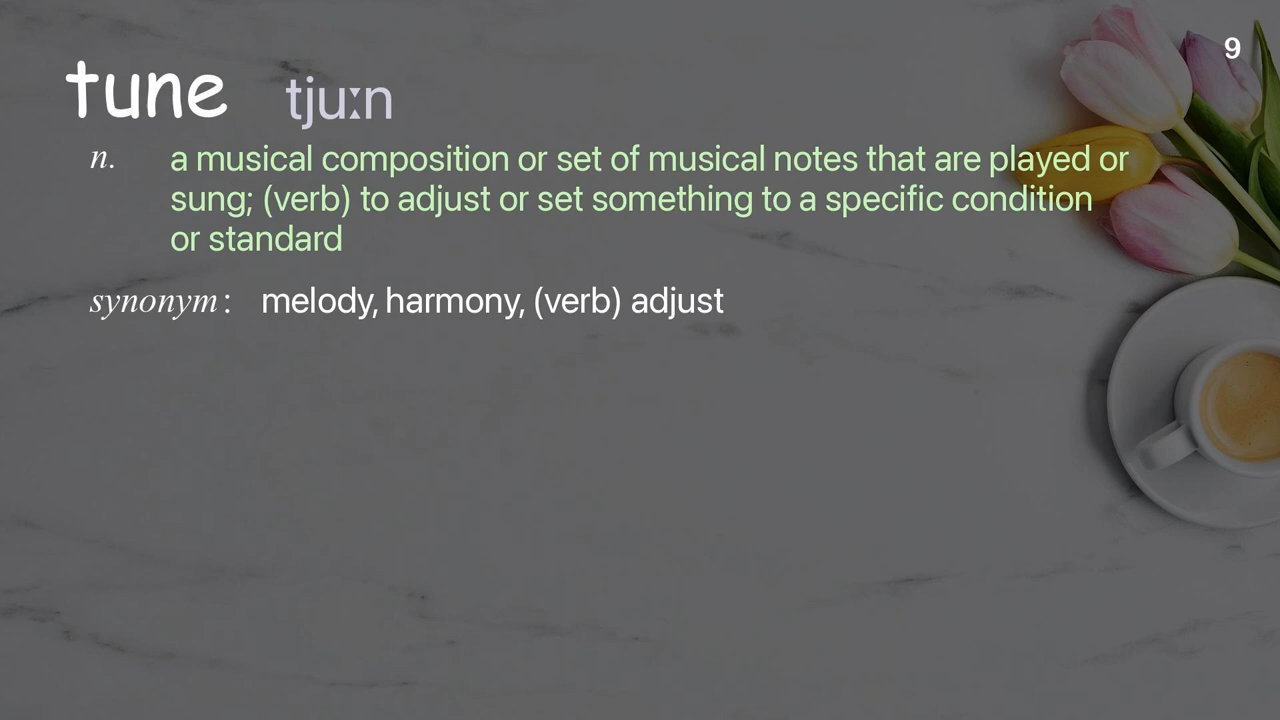 9
tune tjuːn
n. a musical composition or set of musical notes that are played or
sung; (verb) to adjust or set something to a specific condition
or standard
synonym: melody, harmony, (verb) adjust